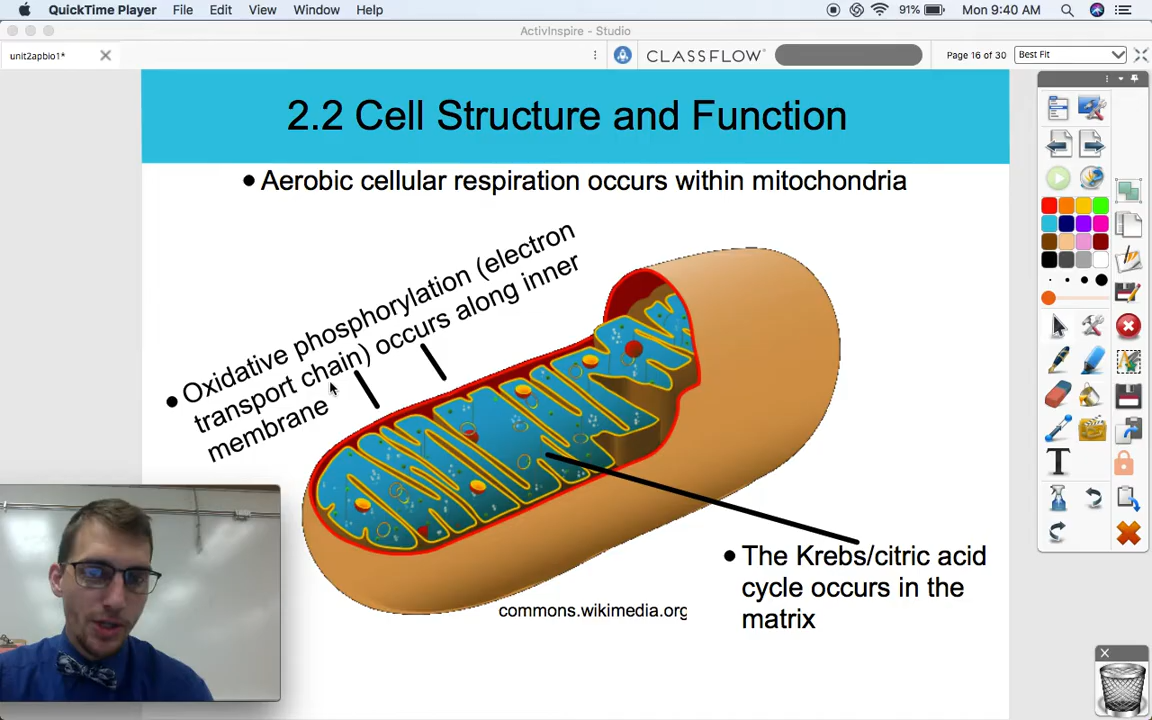 QuickTime Player File Edit View Window Help 91% Mon 9:40 AM
ActivInspire - Studio
unit2apbio1*
CLASSFLOW
Page 16 of 30
Best Fit
2.2 Cell Structure and Function
• Aerobic cellular respiration occurs within mitochondria
• Oxidative phosphorylation (electron
transport chain) occurs along inner
membrane
• The Krebs/citric acid
cycle occurs in the
matrix
commons.wikimedia.org
T